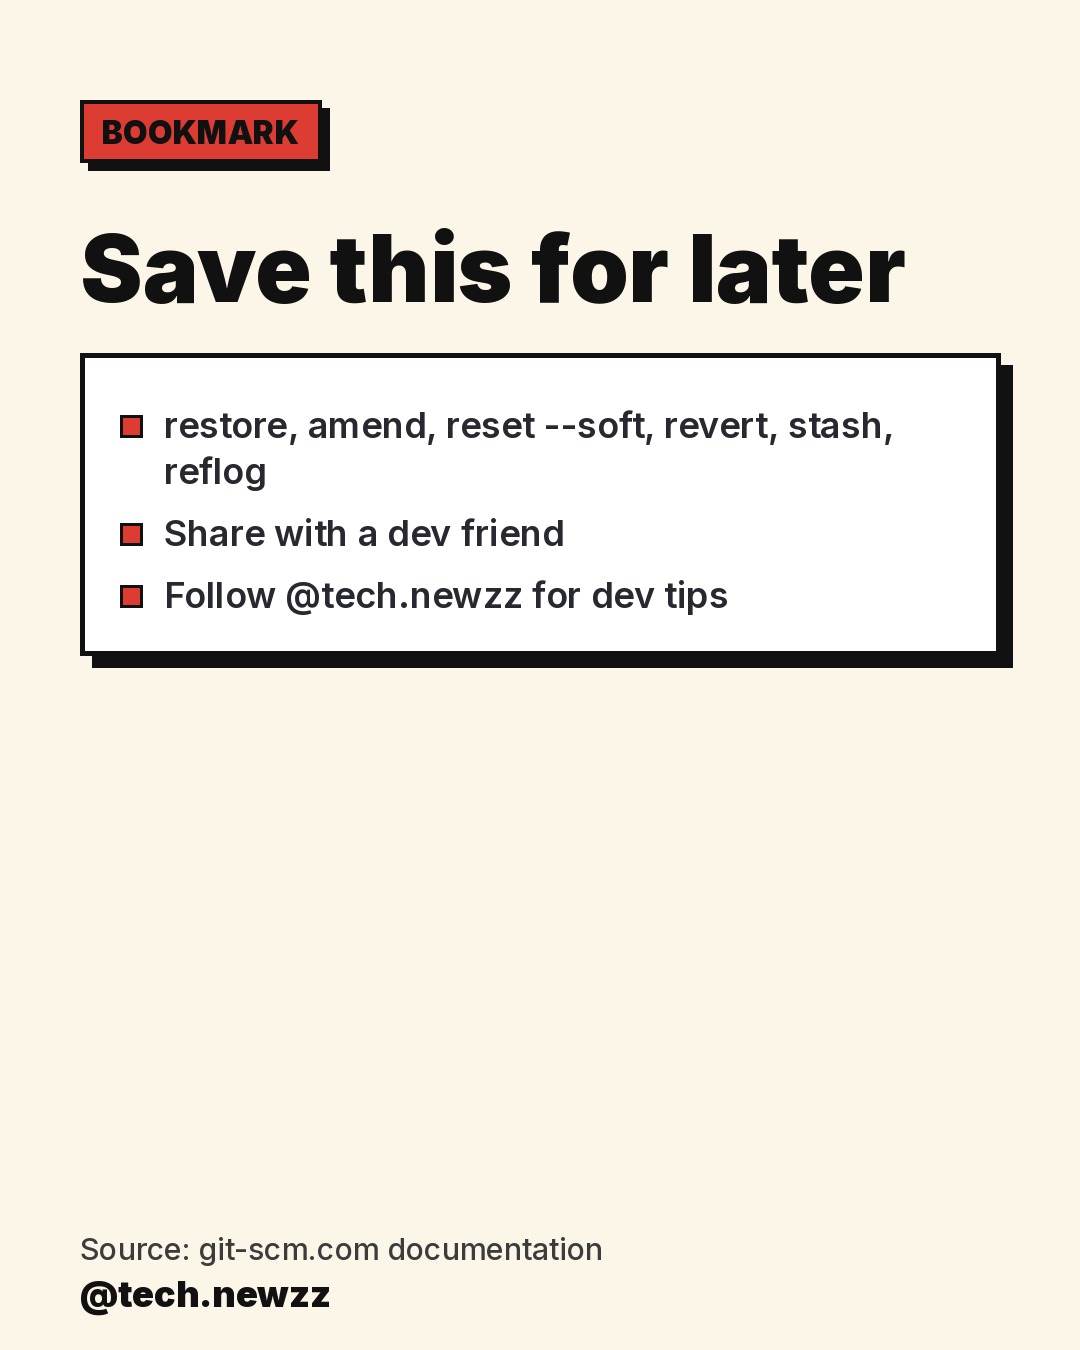 BOOKMARK
Save this for later
restore, amend, reset --soft, revert, stash,
reflog
Share with a dev friend
Follow @tech.newzz for dev tips
Source: git-scm.com documentation
@tech.newzz